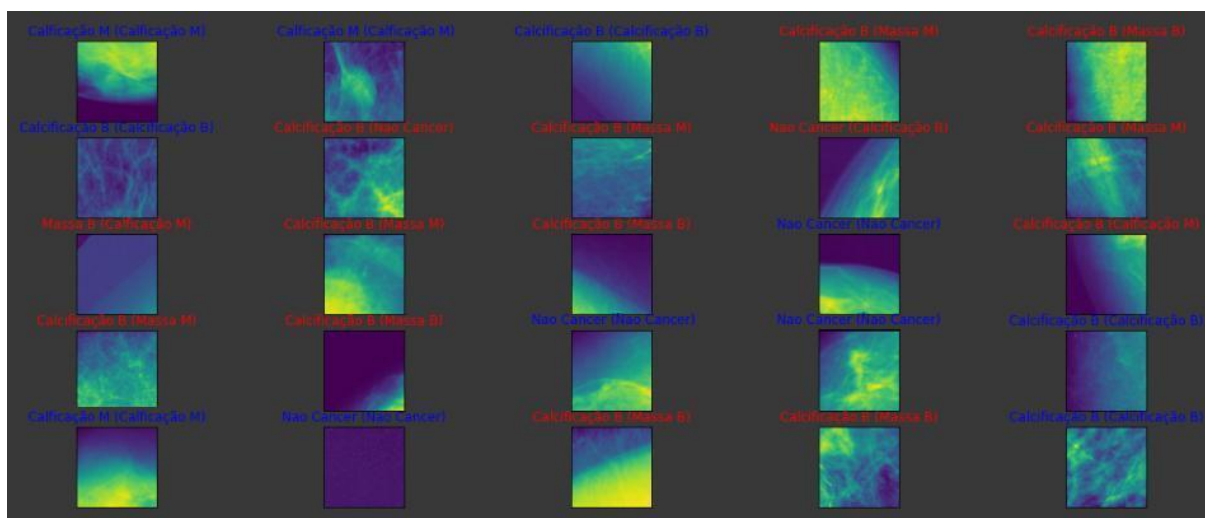 Calficação M (Calficação M)
Calficação M (Calficação M)
Calcificação B (Calcificação B)
Calcificação B (Massa M)
Calcificação B (Massa B)
Calcificação B (Calcificação B)
Calcificação B (Nao Cancer)
Calcificação B (Massa M)
Nao Cancer (Calcificação B)
Calcificação B (Massa M)
Massa B (Calficação M)
Calcificação B (Massa M)
Calcificação B (Massa B)
Nao Cancer (Nao Cancer)
Calcificação B (Calficação M)
Calcificação B (Massa M)
Calcificação B (Massa B)
Nao Cancer (Nao Cancer)
Nao Cancer (Nao Cancer)
Calcificação B (Calcificação B)
Calficação M (Calficação M)
Nao Cancer (Nao Cancer)
Calcificação B (Massa B)
Calcificação B (Massa B)
Calcificação B (Calcificação B)